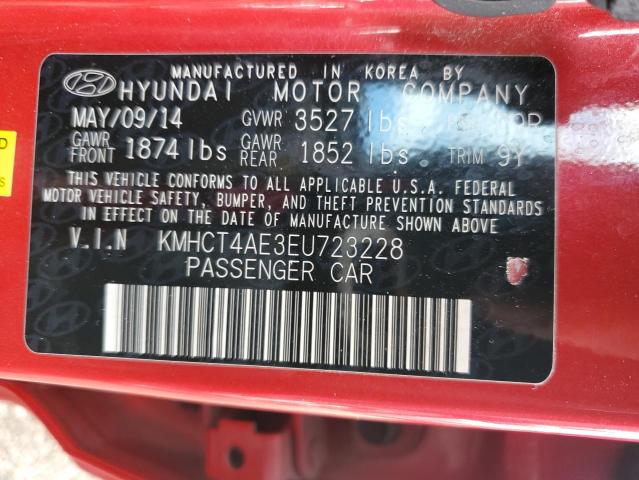 MANUFACTURED IN KOREA BY
HYUNDAI MOTOR COMPANY
MAY/09/14 GVWR 3527 lbs
GAWR FRONT 1874 lbs GAWR REAR 1852 lbs TRIM 9Y
THIS VEHICLE CONFORMS TO ALL APPLICABLE U.S.A. FEDERAL
MOTOR VEHICLE SAFETY, BUMPER, AND THEFT PREVENTION STANDARDS
IN EFFECT ON THE DATE OF MANUFACTURE SHOWN ABOVE
V.I.N KMHCT4AE3EU723228
PASSENGER CAR